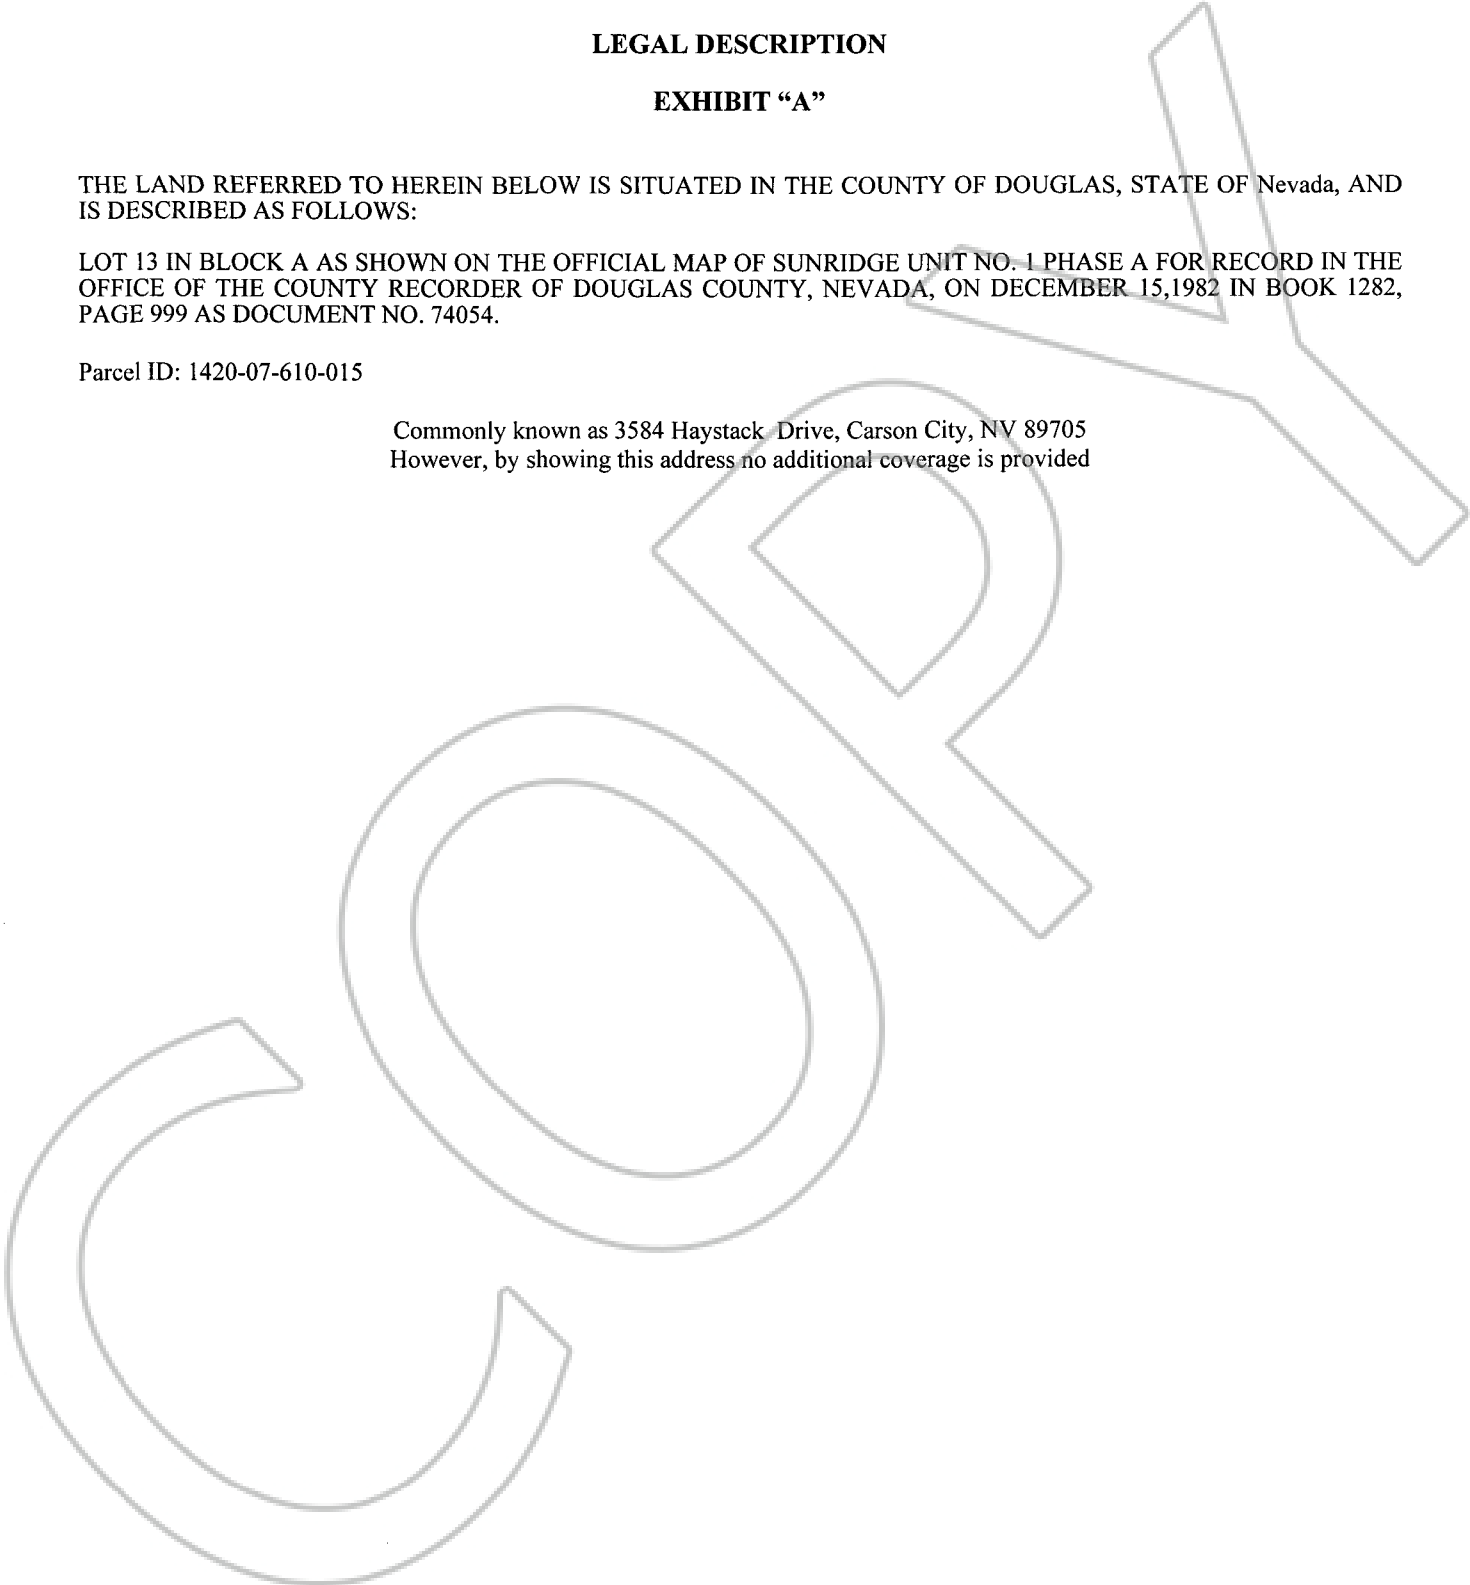 LEGAL DESCRIPTION
EXHIBIT “A”
THE LAND REFERRED TO HEREIN BELOW IS SITUATED IN THE COUNTY OF DOUGLAS, STATE OF Nevada, AND
IS DESCRIBED AS FOLLOWS:
LOT 13 IN BLOCK A AS SHOWN ON THE OFFICIAL MAP OF SUNRIDGE UNIT NO. 1 PHASE A FOR RECORD IN THE
OFFICE OF THE COUNTY RECORDER OF DOUGLAS COUNTY, NEVADA, ON DECEMBER 15,1982 IN BOOK 1282,
PAGE 999 AS DOCUMENT NO. 74054.
Parcel ID: 1420-07-610-015
Commonly known as 3584 Haystack Drive, Carson City, NV 89705
However, by showing this address no additional coverage is provided
COPY